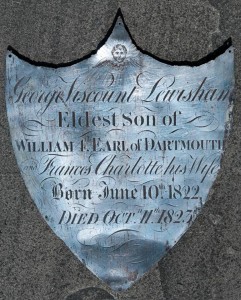 George Viscount Lewisham
Eldest Son of
WILLIAM 4, EARL of DARTMOUTH
and Frances Charlotte his Wife
Born June 10th 1822
DIED OCT. 11th 1823